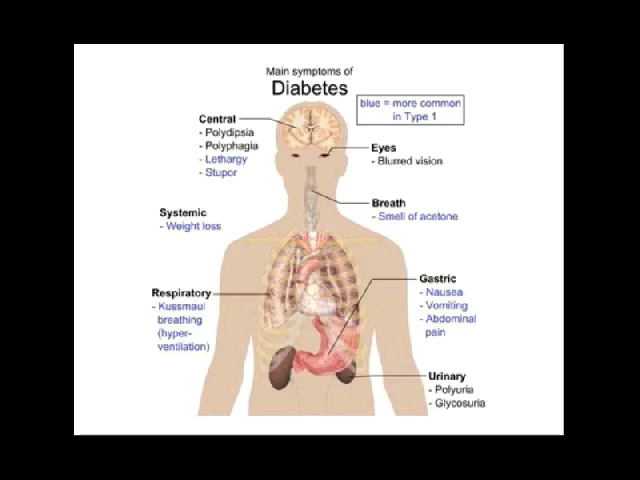 Main symptoms of
Diabetes
blue = more common
in Type 1
Central
- Polydipsia
- Polyphagia
- Lethargy
- Stupor
Eyes
- Blurred vision
Breath
- Smell of acetone
Systemic
- Weight loss
Respiratory
- Kussmaul
breathing
(hyper-
ventilation)
Gastric
- Nausea
- Vomiting
- Abdominal
pain
Urinary
- Polyuria
- Glycosuria